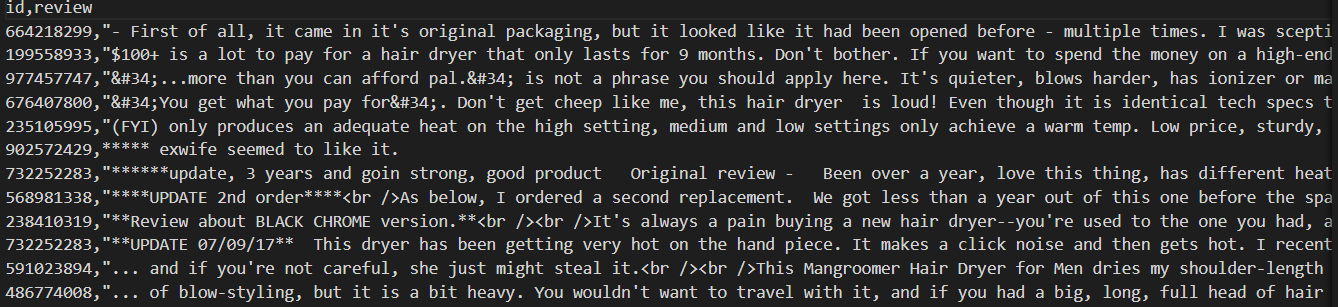 id,review
664218299,"- First of all, it came in it's original packaging, but it looked like it had been opened before - multiple times. I was scepti
199558933,"$100+ is a lot to pay for a hair dryer that only lasts for 9 months. Don't bother. If you want to spend the money on a high-end
977457747,"&#34;...more than you can afford pal.&#34; is not a phrase you should apply here. It's quieter, blows harder, has ionizer or ma
676407800,"&#34;You get what you pay for&#34;. Don't get cheep like me, this hair dryer  is loud! Even though it is identical tech specs t
235105995,"(FYI) only produces an adequate heat on the high setting, medium and low settings only achieve a warm temp. Low price, sturdy,
902572429,***** exwife seemed to like it.
732252283,"******update, 3 years and goin strong, good product   Original review -   Been over a year, love this thing, has different heat
568981338,"****UPDATE 2nd order****<br />As below, I ordered a second replacement.  We got less than a year out of this one before the spa
238410319,"**Review about BLACK CHROME version.**<br /><br />It's always a pain buying a new hair dryer--you're used to the one you had, a
732252283,"**UPDATE 07/09/17**  This dryer has been getting very hot on the hand piece. It makes a click noise and then gets hot. I recent
591023894,"... and if you're not careful, she just might steal it.<br /><br />This Mangroomer Hair Dryer for Men dries my shoulder-length
486774008,"... of blow-styling, but it is a bit heavy. You wouldn't want to travel with it, and if you had a big, long, full head of hair